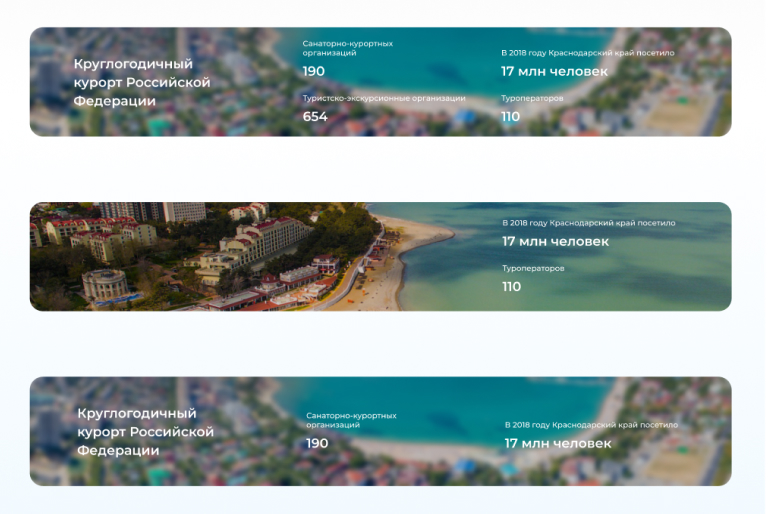 Круглогодичный
курорт Российской
Федерации
Санаторно-курортных
организаций
190
Туристско-экскурсионные организации
654
В 2018 году Краснодарский край посетило
17 млн человек
Туроператоров
110
В 2018 году Краснодарский край посетило
17 млн человек
Туроператоров
110
Круглогодичный
курорт Российской
Федерации
Санаторно-курортных
организаций
190
В 2018 году Краснодарский край посетило
17 млн человек